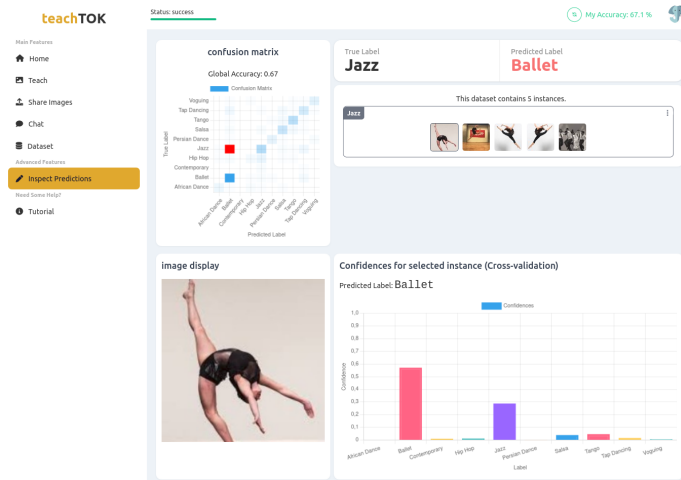 teachTOK
Status: success
My Accuracy: 67.1 %
Main Features
Home
Teach
Share Images
Chat
Dataset
Advanced Features
Inspect Predictions
Need Some Help?
Tutorial
confusion matrix
Global Accuracy: 0.67
Confusion Matrix
True Label
Voguing
Tap Dancing
Tango
Salsa
Persian Dance
Jazz
Hip Hop
Contemporary
Ballet
African Dance
African Dance
Ballet
Contemporary
Hip Hop
Jazz
Persian Dance
Salsa
Tango
Tap Dancing
Voguing
Predicted Label
True Label
Jazz
Predicted Label
Ballet
This dataset contains 5 instances.
Jazz
image display
Confidences for selected instance (Cross-validation)
Predicted Label: Ballet
Confidences
Confidence
1,0
0,9
0,8
0,7
0,6
0,5
0,4
0,3
0,2
0,1
0
African Dance
Ballet
Contemporary
Hip Hop
Jazz
Persian Dance
Salsa
Tango
Tap Dancing
Voguing
Label